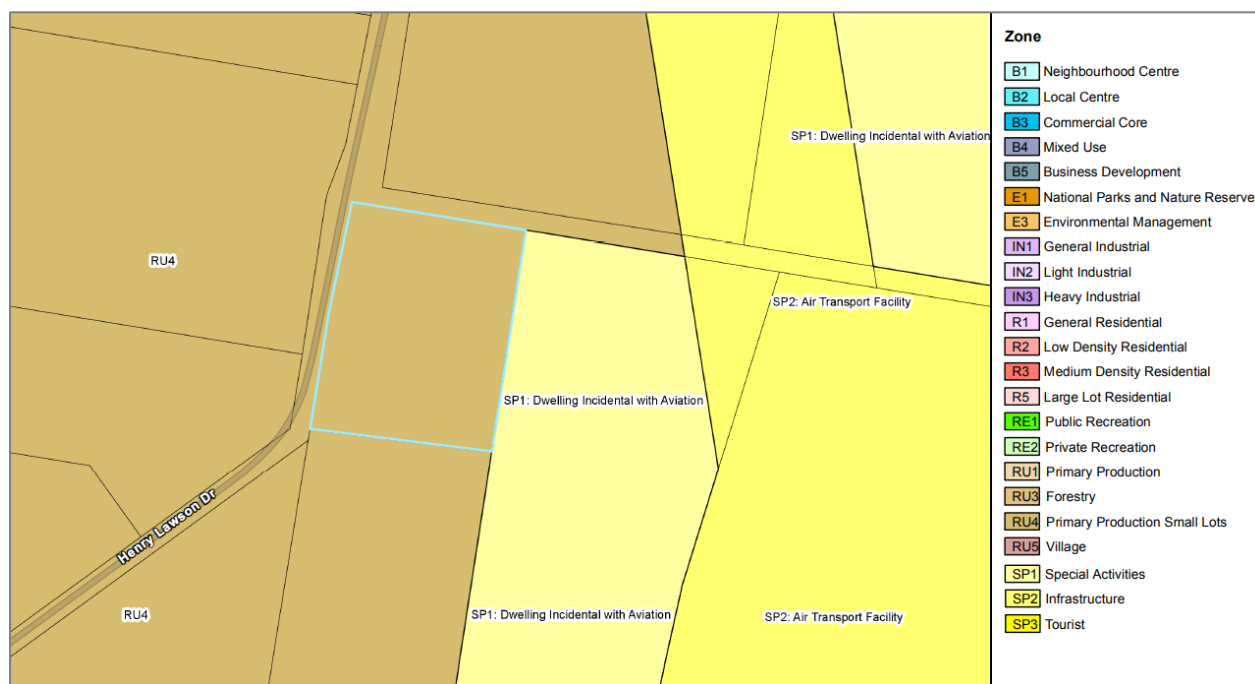 SP1: Dwelling Incidental with Aviation
RU4
SP2: Air Transport Facility
SP1: Dwelling Incidental with Aviation
Henry Lawson Dr
RU4
SP1: Dwelling Incidental with Aviation
SP2: Air Transport Facility
Zone
B1 Neighbourhood Centre
B2 Local Centre
B3 Commercial Core
B4 Mixed Use
B5 Business Development
E1 National Parks and Nature Reserve
E3 Environmental Management
IN1 General Industrial
IN2 Light Industrial
IN3 Heavy Industrial
R1 General Residential
R2 Low Density Residential
R3 Medium Density Residential
R5 Large Lot Residential
RE1 Public Recreation
RE2 Private Recreation
RU1 Primary Production
RU3 Forestry
RU4 Primary Production Small Lots
RU5 Village
SP1 Special Activities
SP2 Infrastructure
SP3 Tourist